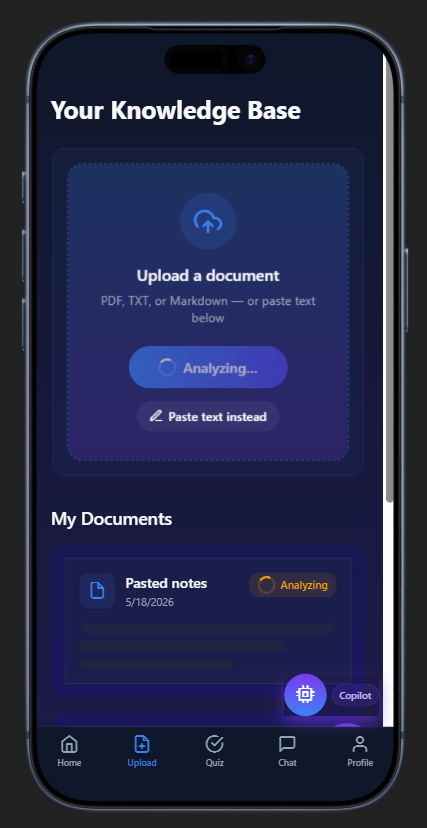 Your Knowledge Base
Upload a document
PDF, TXT, or Markdown — or paste text
below
Analyzing...
Paste text instead
My Documents
Pasted notes
Analyzing
5/18/2026
Copilot
Home
Upload
Quiz
Chat
Profile